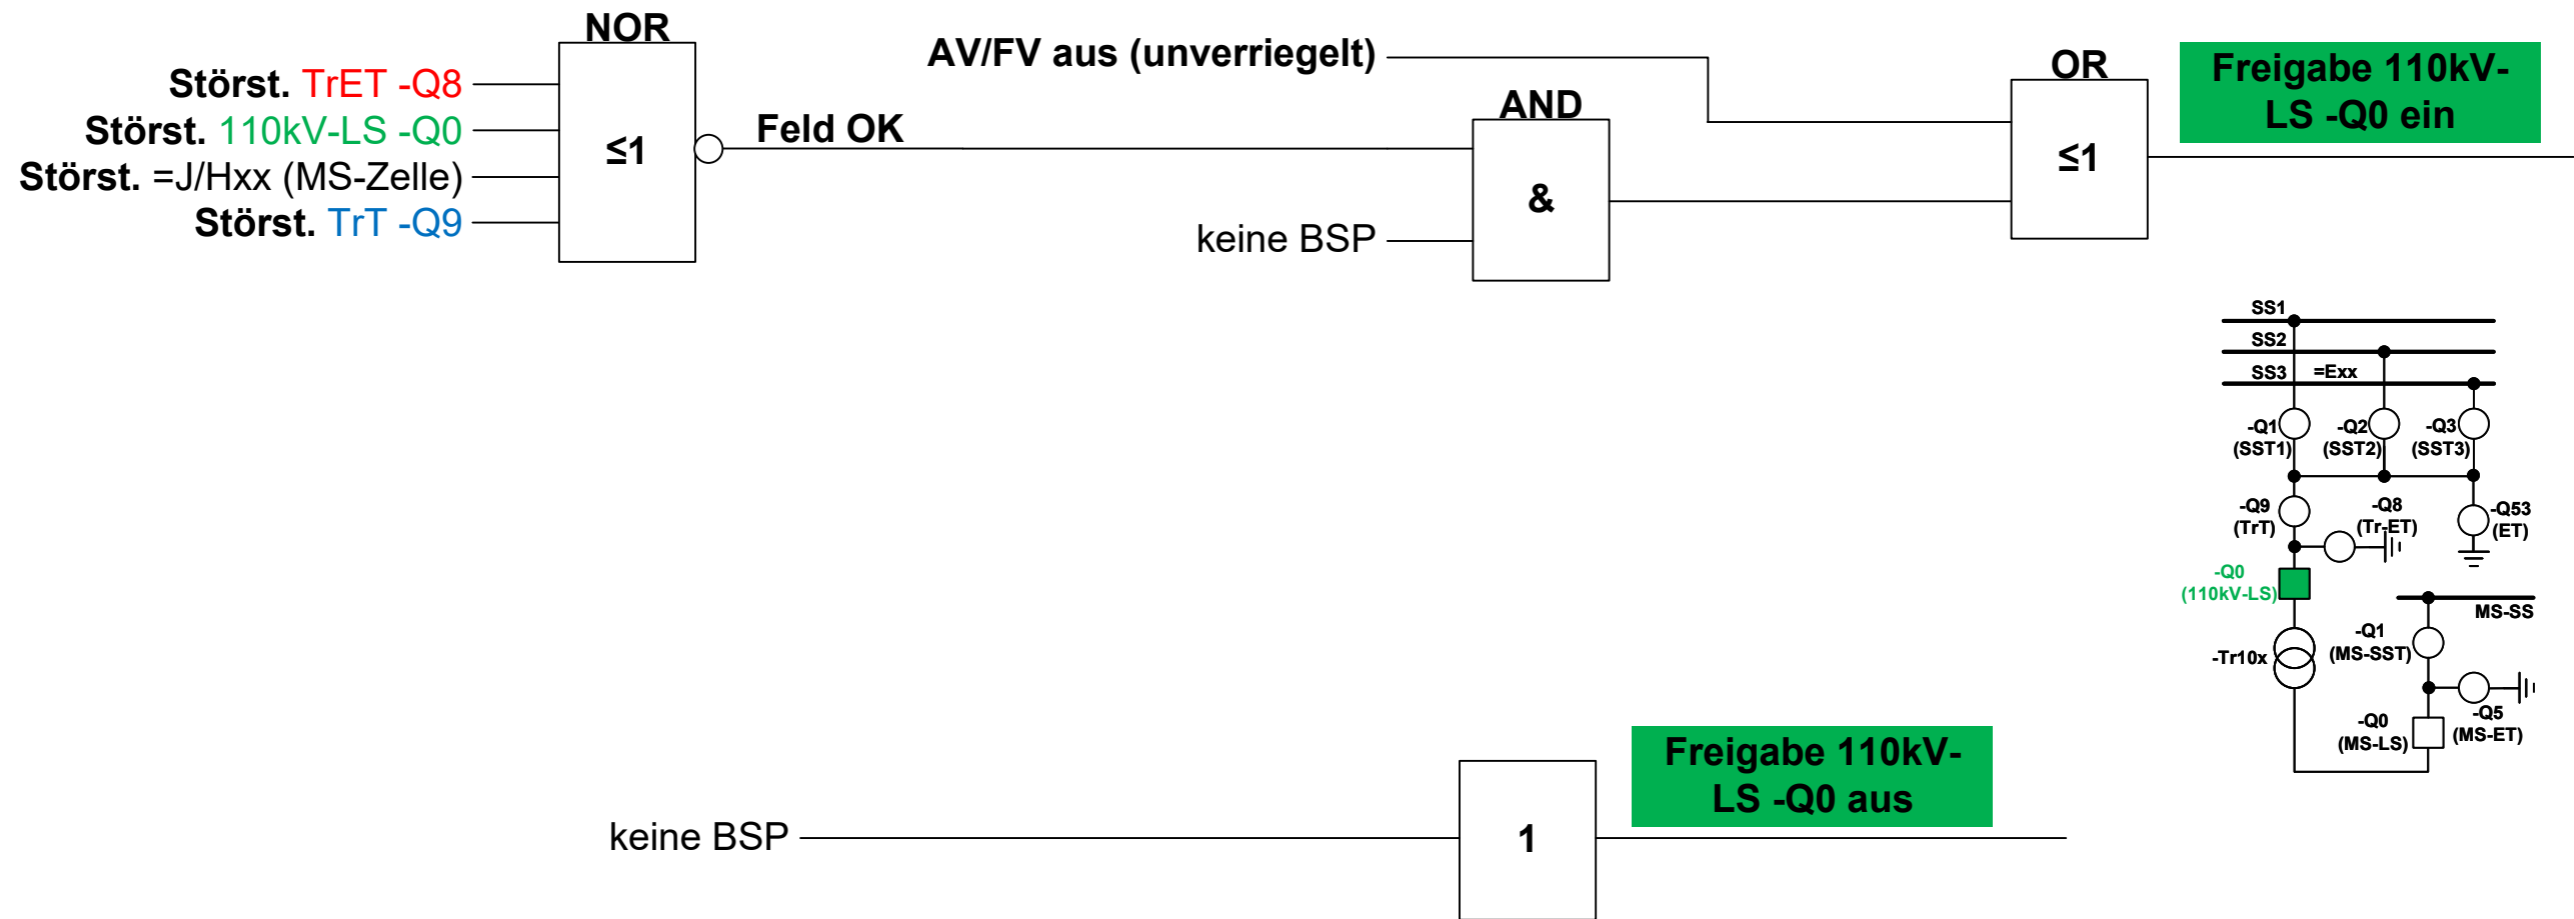 NOR
Störst. TrET -Q8
Störst. 110kV-LS -Q0
Störst. =J/Hxx (MS-Zelle)
Störst. TrT -Q9
≤1
Feld OK
AV/FV aus (unverriegelt)
AND
&
keine BSP
OR
≤1
Freigabe 110kV-
LS -Q0 ein
SS1
SS2
SS3 =Exx
-Q1
(SST1)
-Q2
(SST2)
-Q3
(SST3)
-Q9
(TrT)
-Q8
(Tr-ET)
-Q53
(ET)
-Q0
(110kV-LS)
MS-SS
-Q1
(MS-SST)
-Tr10x
-Q0
(MS-LS)
-Q5
(MS-ET)
keine BSP
1
Freigabe 110kV-
LS -Q0 aus